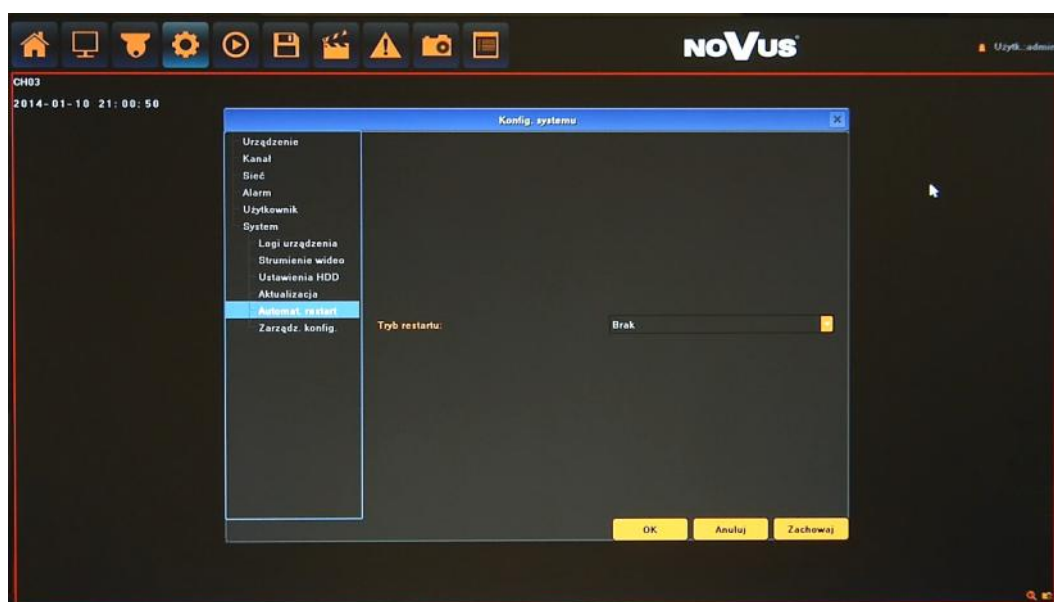 NOVUS
Użytk.:admin
CH03
2014-01-10 21:00:50
Konfig. systemu
Urządzenie
Kanał
Sieć
Alarm
Użytkownik
System
Logi urządzenia
Strumienie wideo
Ustawienia HDD
Aktualizacja
Automat. restart
Zarządz. konfig.
Tryb restartu:
Brak
OK
Anuluj
Zachowaj